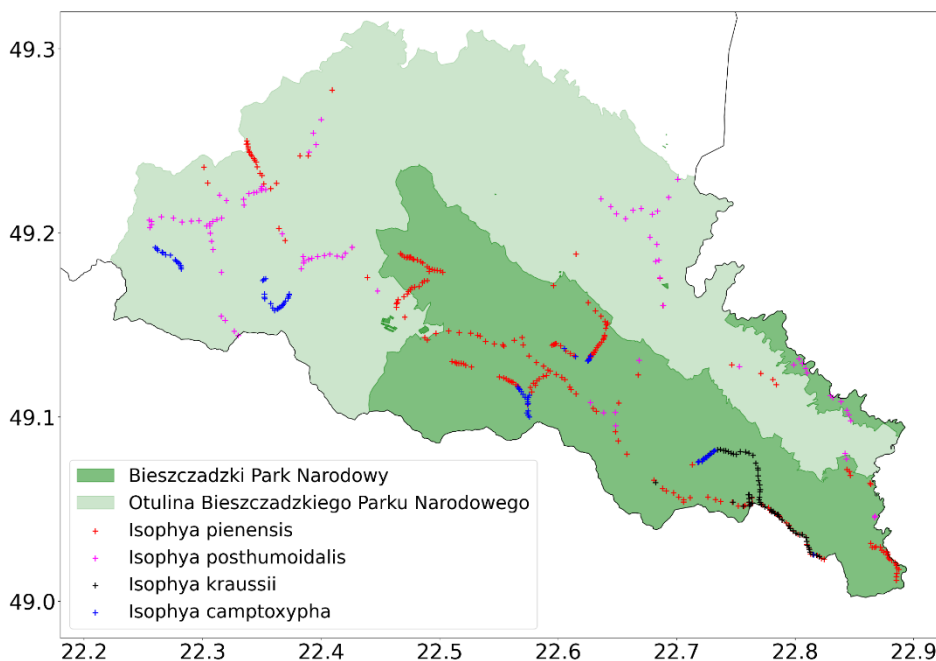 49.3
49.2
49.1
49.0
Bieszczadzki Park Narodowy
Otulina Bieszczadzkiego Parku Narodowego
Isophya pienensis
Isophya posthumoidalis
Isophya kraussii
Isophya camptoxypha
22.2 22.3 22.4 22.5 22.6 22.7 22.8 22.9